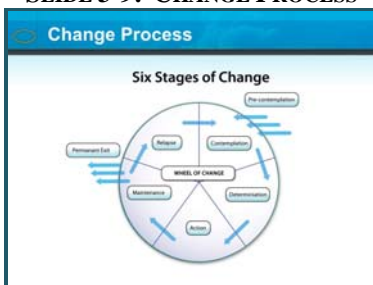 SLIDE 3-9: CHANGE PROCESS
Change Process
Six Stages of Change
Pre-contemplation
Relapse
Contemplation
Permanent Exit
WHEEL OF CHANGE
Maintenance
Determination
Action